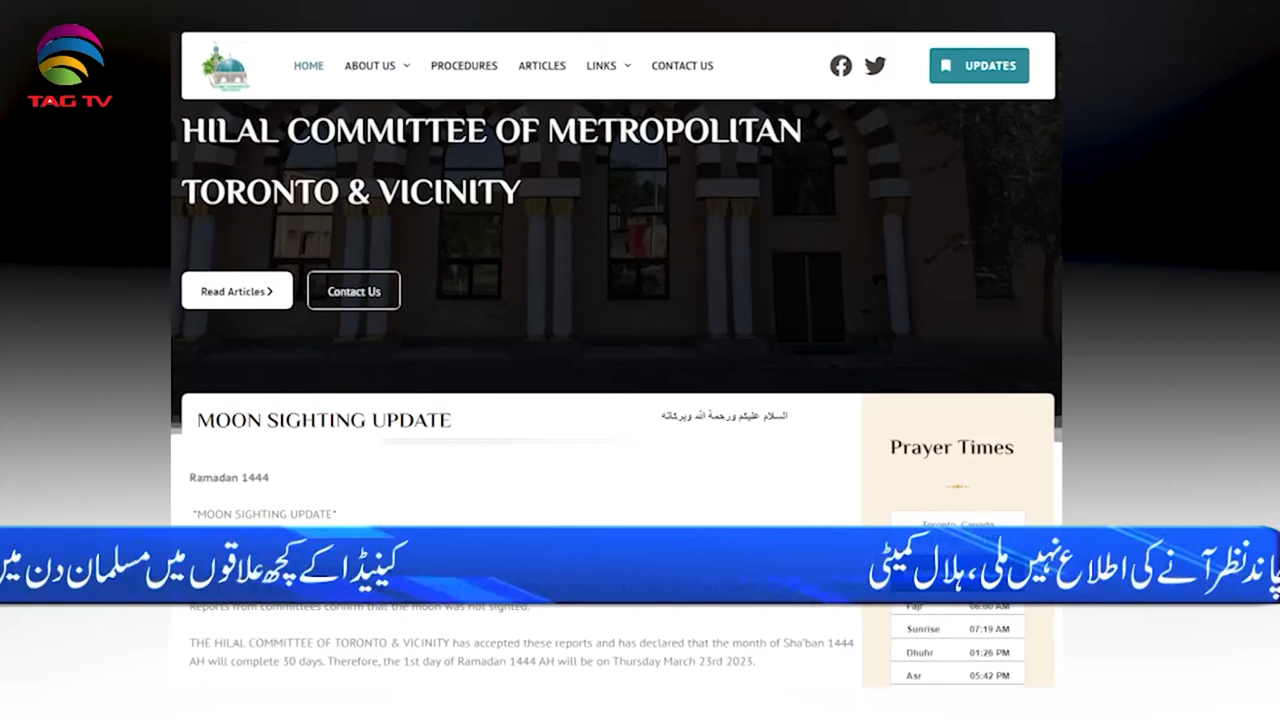 TAG TV
HOME ABOUT US PROCEDURES ARTICLES LINKS CONTACT US UPDATES
HILAL COMMITTEE OF METROPOLITAN
TORONTO & VICINITY
Read Articles Contact Us
MOON SIGHTING UPDATE
السلام عليكم ورحمة الله وبركاته
Prayer Times
Ramadan 1444
*MOON SIGHTING UPDATE*
Toronto, Canada
چاند نظر آنے کی اطلاع نہیں ملی، ہلال کمیٹی
کینیڈا کے کچھ علاقوں میں مسلمان دن میں
Reports from committees confirm that the moon was not sighted.
THE HILAL COMMITTEE OF TORONTO & VICINITY has accepted these reports and has declared that the month of Sha'ban 1444
AH will complete 30 days. Therefore, the 1st day of Ramadan 1444 AH will be on Thursday March 23rd 2023.
Fajr 06:00 AM
Sunrise 07:19 AM
Dhuhr 01:26 PM
Asr 05:42 PM